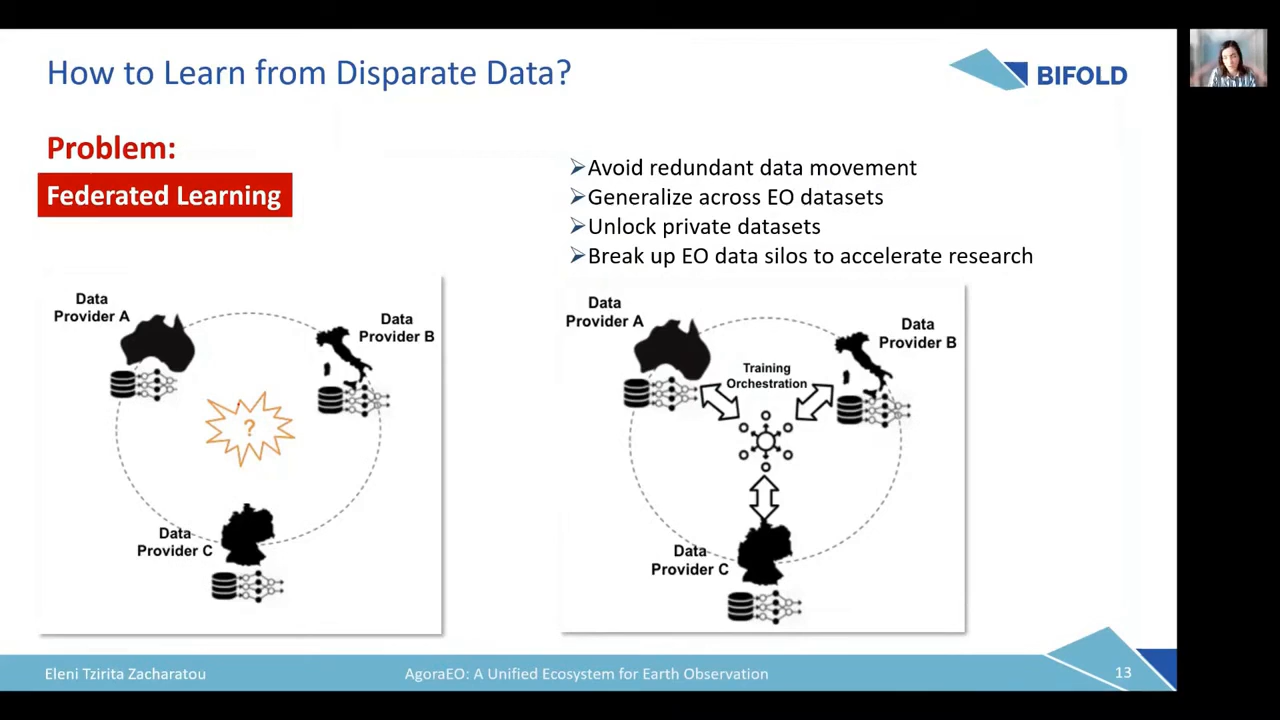 How to Learn from Disparate Data?
BIFOLD
Problem:
Federated Learning
➢Avoid redundant data movement
➢Generalize across EO datasets
➢Unlock private datasets
➢Break up EO data silos to accelerate research
Data
Provider A
Data
Provider B
?
Data
Provider C
Data
Provider A
Data
Provider B
Training
Orchestration
Data
Provider C
Eleni Tzirita Zacharatou
AgoraEO: A Unified Ecosystem for Earth Observation
13